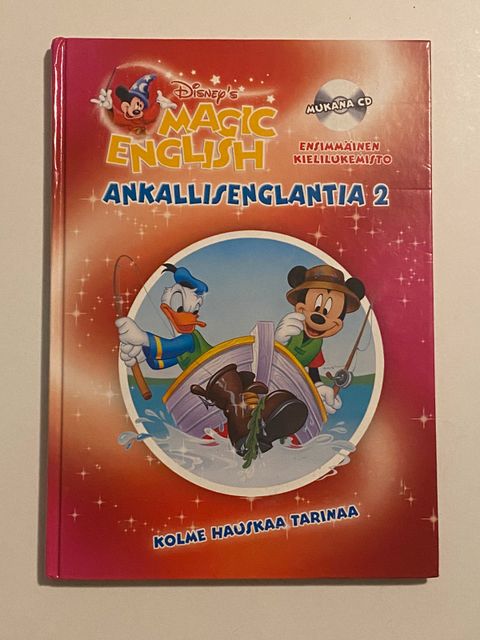 Disney's
MAGIC
ENGLISH
MUKANA CD
ENSIMMÄINEN
KIELILUKEMISTO
ANKALLISENGLANTIA 2
KOLME HAUSKAA TARINAA